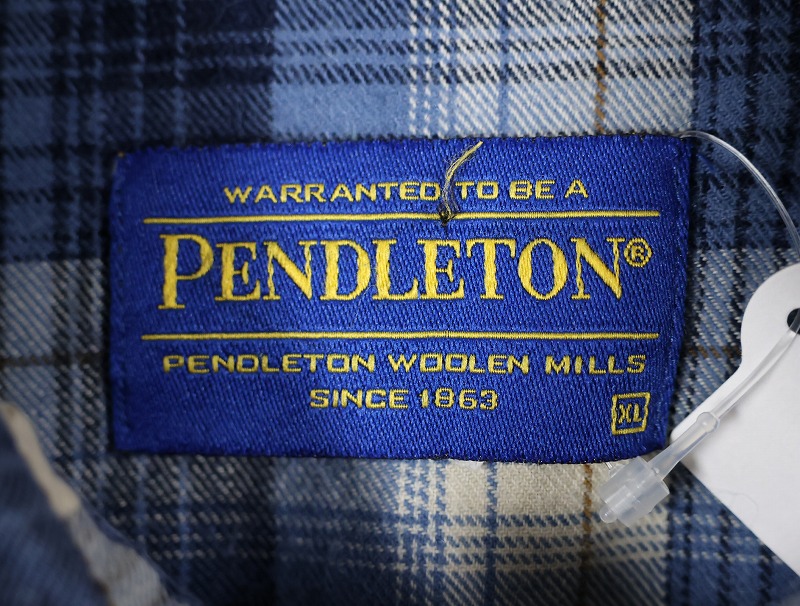 WARRANTED TO BE A
PENDLETON®
PENDLETON WOOLEN MILLS
SINCE 1863
XL